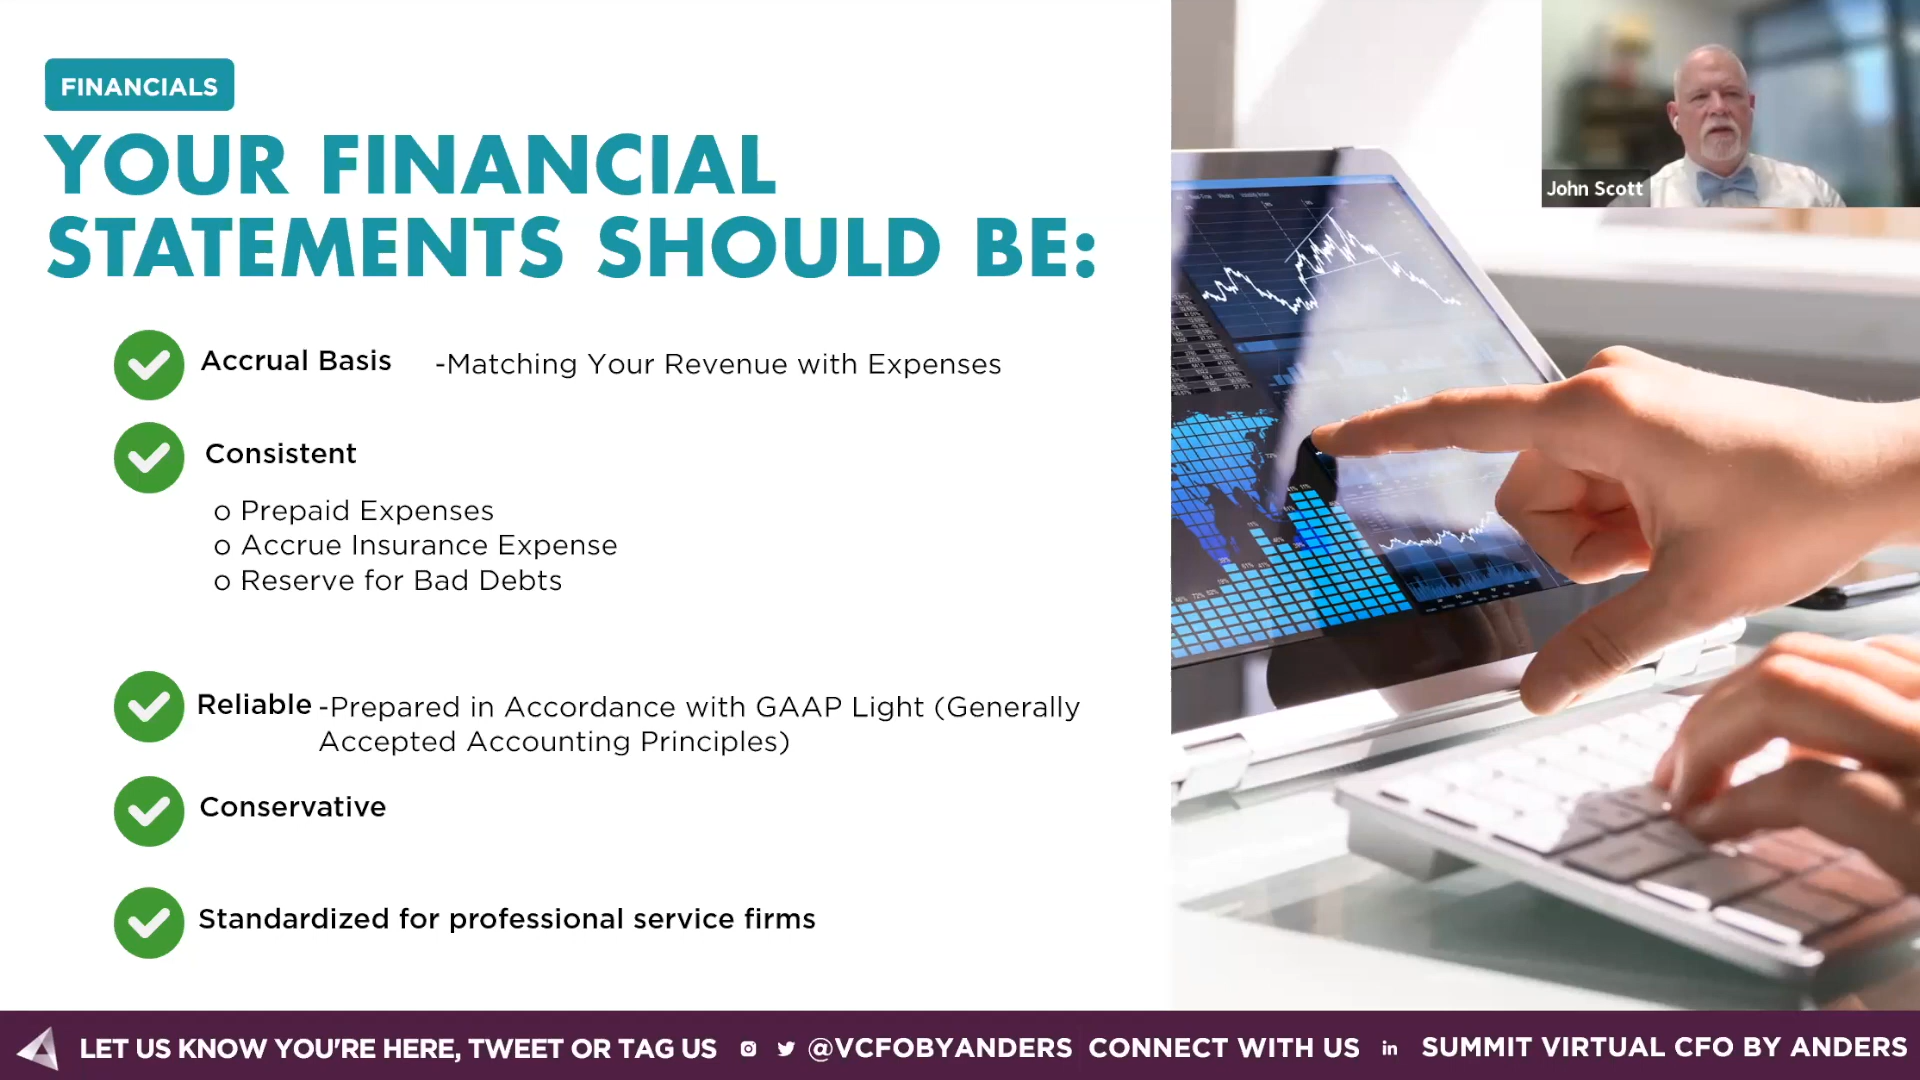 FINANCIALS
YOUR FINANCIAL
STATEMENTS SHOULD BE:
Accrual Basis -Matching Your Revenue with Expenses
Consistent
o Prepaid Expenses
o Accrue Insurance Expense
o Reserve for Bad Debts
Reliable -Prepared in Accordance with GAAP Light (Generally
Accepted Accounting Principles)
Conservative
Standardized for professional service firms
John Scott
LET US KNOW YOU'RE HERE, TWEET OR TAG US @VCFOBYANDERS CONNECT WITH US in SUMMIT VIRTUAL CFO BY ANDERS